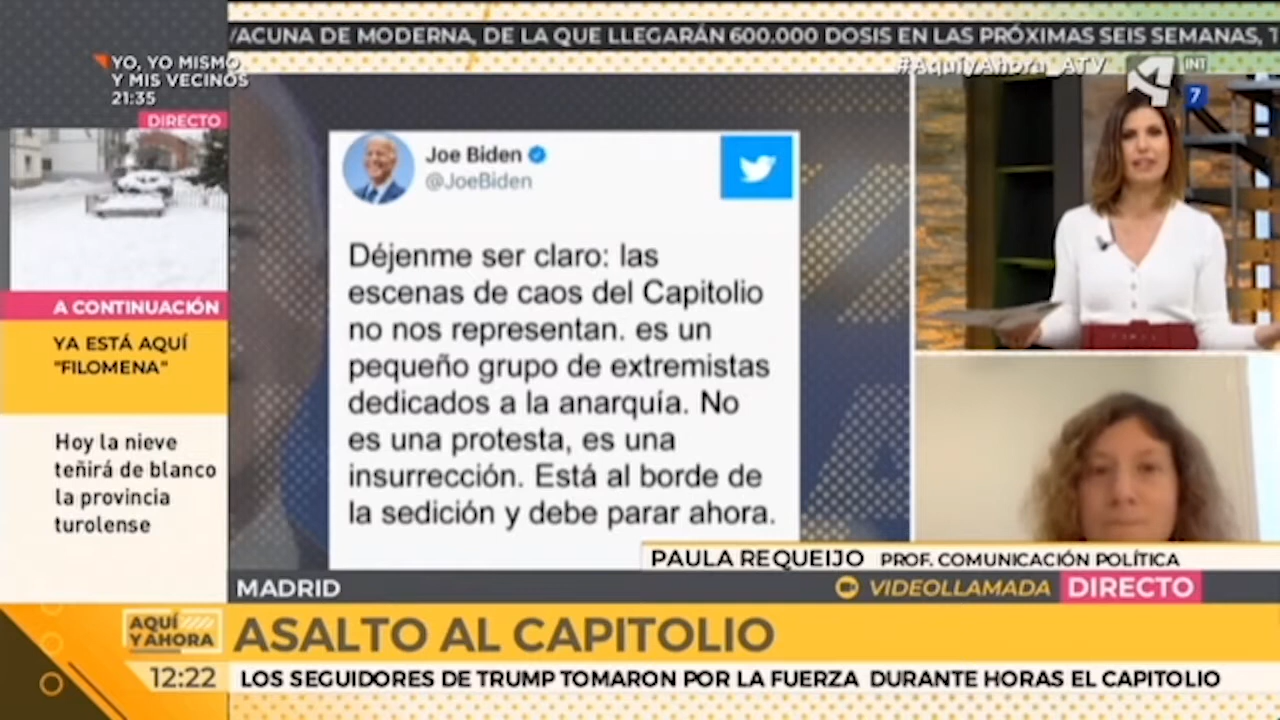 /ACUNA DE MODERNA, DE LA QUE LLEGARÁN 600.000 DOSIS EN LAS PRÓXIMAS SEIS SEMANAS, T
YO, YO MISMO
Y MIS VECINOS
21:35
#AquíyAhora_ATV
INT
7
DIRECTO
Joe Biden
@JoeBiden
Déjenme ser claro: las
escenas de caos del Capitolio
no nos representan. es un
pequeño grupo de extremistas
dedicados a la anarquía. No
es una protesta, es una
insurrección. Está al borde de
la sedición y debe parar ahora.
A CONTINUACIÓN
YA ESTÁ AQUÍ
"FILOMENA"
Hoy la nieve
teñirá de blanco
la provincia
turolense
PAULA REQUEIJO PROF. COMUNICACIÓN POLÍTICA
MADRID
VIDEOLLAMADA DIRECTO
AQUÍ
Y AHORA
ASALTO AL CAPITOLIO
12:22
LOS SEGUIDORES DE TRUMP TOMARON POR LA FUERZA DURANTE HORAS EL CAPITOLIO